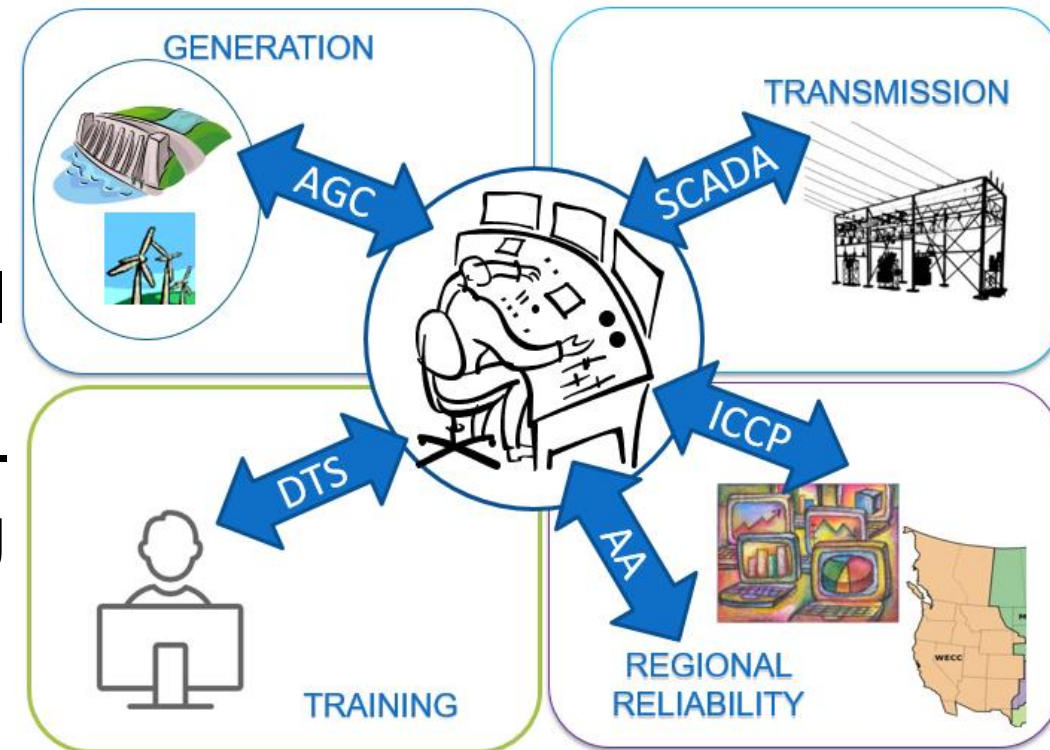 GENERATION
TRANSMISSION
AGC
SCADA
DTS
ICCP
AA
WECC
TRAINING
REGIONAL
RELIABILITY